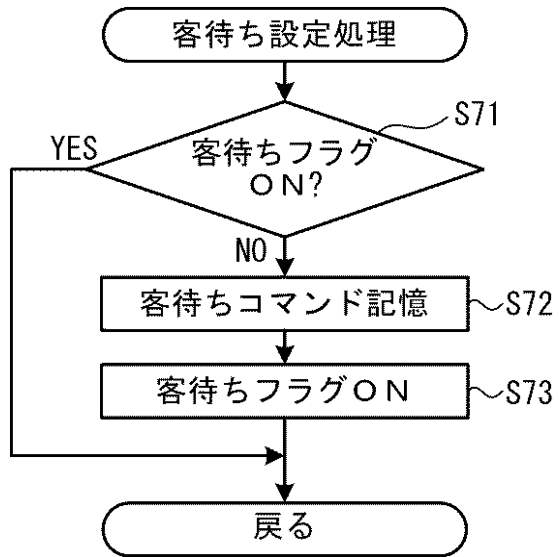 客待ち設定処理
S71
YES
客待ちフラグ
ＯＮ?
NO
客待ちコマンド記憶
S72
客待ちフラグＯＮ
S73
戻る